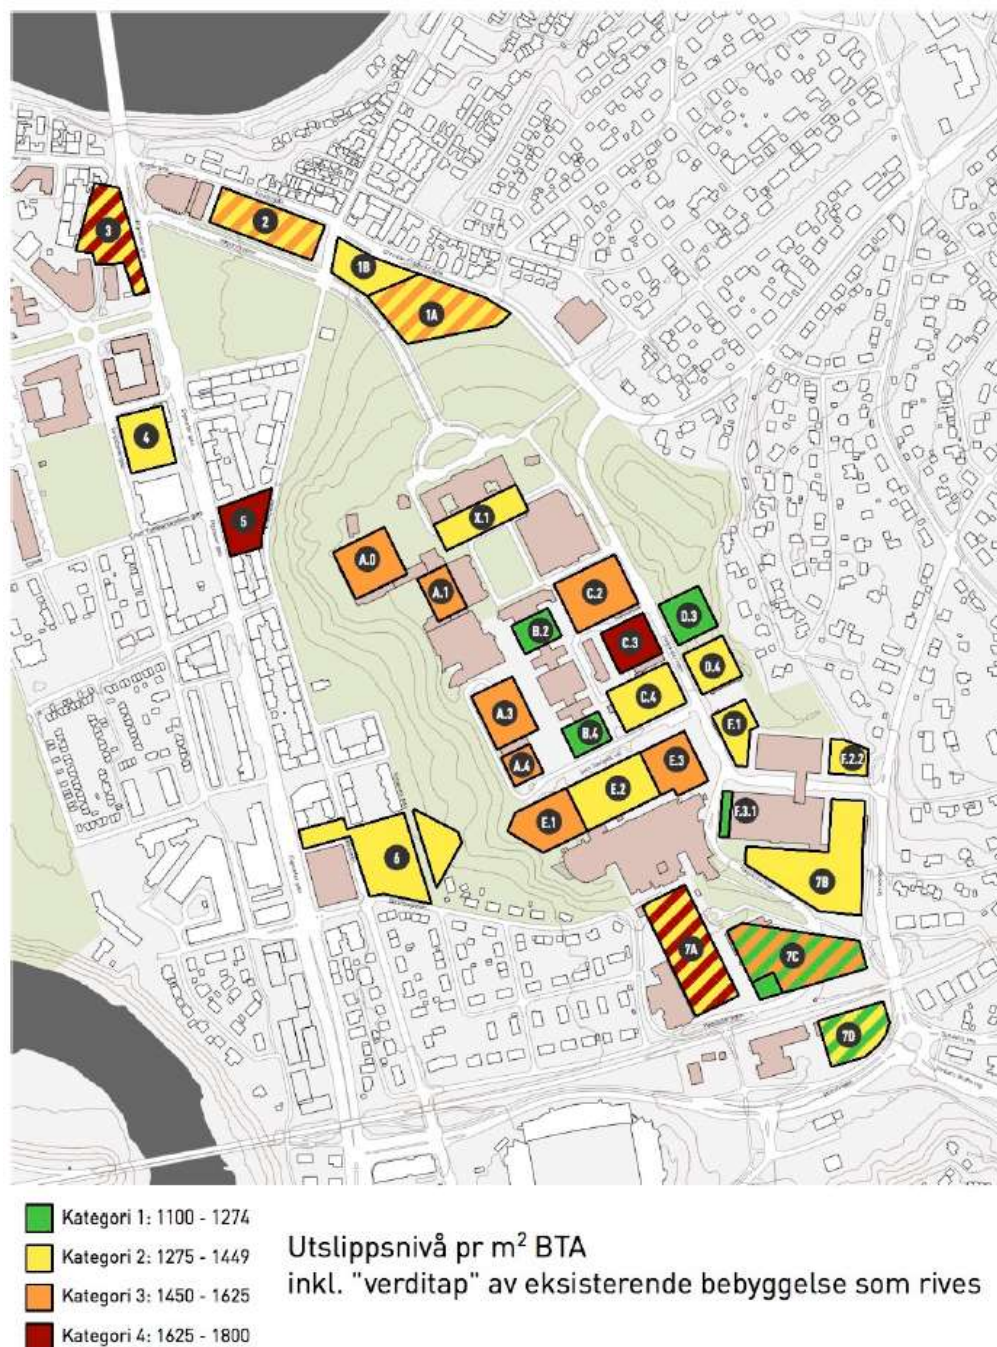 3
2
1B
1A
4
5
X.1
A.0
A.1
C.2
B.2
D.3
C.3
D.4
C.4
A.3
F.1
B.4
A.4
E.3
F.2.2
E.2
E.1
F.3.1
6
7B
7A
7C
7D
Kategori 1: 1100 - 1274
Kategori 2: 1275 - 1449
Kategori 3: 1450 - 1625
Kategori 4: 1625 - 1800
Utslippsnivå pr m² BTA
inkl. "verditap" av eksisterende bebyggelse som rives